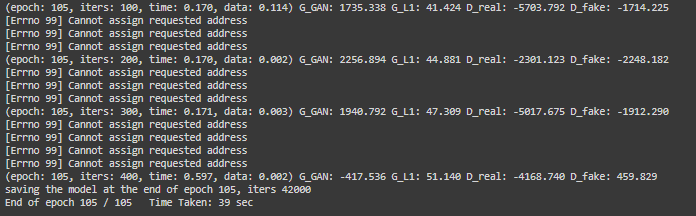 (epoch: 105, iters: 100, time: 0.170, data: 0.114) G_GAN: 1735.338 G_L1: 41.424 D_real: -5703.792 D_fake: -1714.225
[Errno 99] Cannot assign requested address
[Errno 99] Cannot assign requested address
[Errno 99] Cannot assign requested address
(epoch: 105, iters: 200, time: 0.170, data: 0.002) G_GAN: 2256.894 G_L1: 44.881 D_real: -2301.123 D_fake: -2248.182
[Errno 99] Cannot assign requested address
[Errno 99] Cannot assign requested address
[Errno 99] Cannot assign requested address
(epoch: 105, iters: 300, time: 0.171, data: 0.003) G_GAN: 1940.792 G_L1: 47.309 D_real: -5017.675 D_fake: -1912.290
[Errno 99] Cannot assign requested address
[Errno 99] Cannot assign requested address
[Errno 99] Cannot assign requested address
[Errno 99] Cannot assign requested address
(epoch: 105, iters: 400, time: 0.597, data: 0.002) G_GAN: -417.536 G_L1: 51.140 D_real: -4168.740 D_fake: 459.829
saving the model at the end of epoch 105, iters 42000
End of epoch 105 / 105   Time Taken: 39 sec